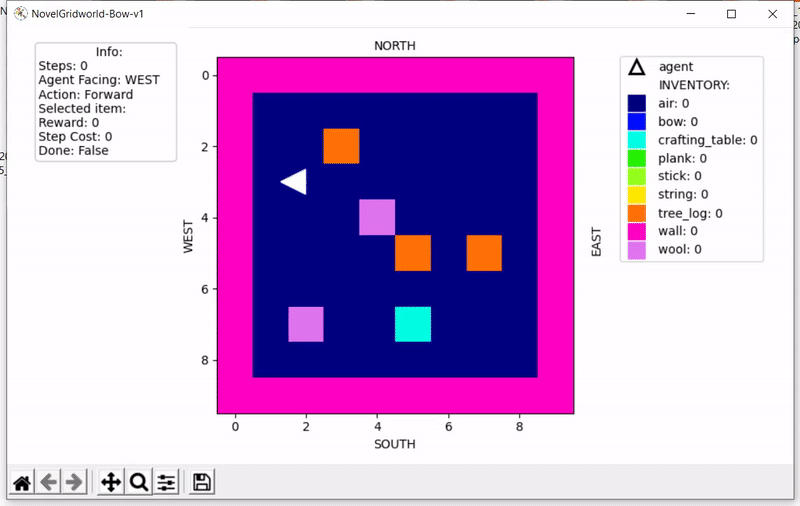 NovelGridworld-Bow-v1
Info:
Steps: 0
Agent Facing: WEST
Action: Forward
Selected item:
Reward: 0
Step Cost: 0
Done: False
NORTH
WEST
EAST
SOUTH
0
2
4
6
8
0
2
4
6
8
agent
INVENTORY:
air: 0
bow: 0
crafting_table: 0
plank: 0
stick: 0
string: 0
tree_log: 0
wall: 0
wool: 0